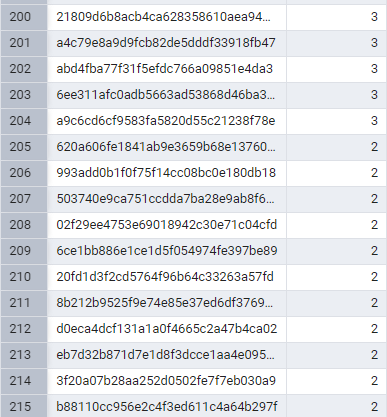 200 21809d6b8acb4ca628358610aea94... 3
201 a4c79e8a9d9fcb82de5dddf33918fb47 3
202 abd4fba77f31f5efdc766a09851e4da3 3
203 6ee311afc0adb5663ad53868d46ba3... 3
204 a9c6cd6cf9583fa5820d55c21238f78e 3
205 620a606fe1841ab9e3659b68e13760... 2
206 993add0b1f0f75f14cc08bc0e180db18 2
207 503740e9ca751ccdda7ba28e9ab8f6... 2
208 02f29ee4753e69018942c30e71c04cfd 2
209 6ce1bb886e1ce1d5f054974fe397be89 2
210 20fd1d3f2cd5764f96b64c33263a57fd 2
211 8b212b9525f9e74e85e37ed6df3769... 2
212 d0eca4dcf131a1a0f4665c2a47b4ca02 2
213 eb7d32b871d7e1d8f3dcce1aa4e095... 2
214 3f20a07b28aa252d0502fe7f7eb030a9 2
215 b88110cc956e2c4f3ed611c4a64b297f 2